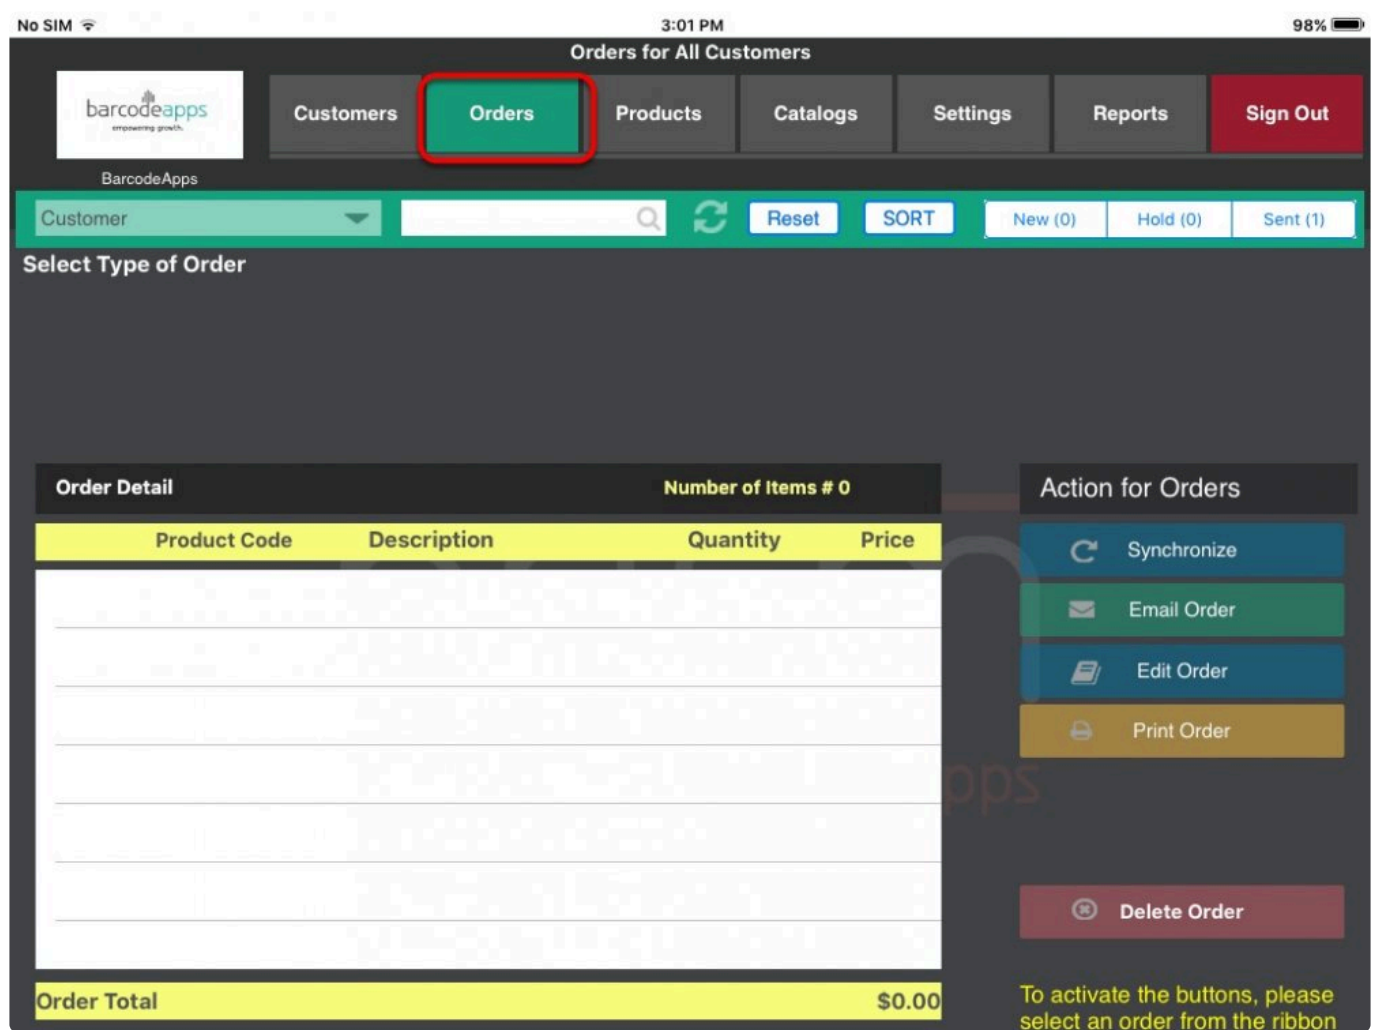 No SIM 3:01 PM 98%
Orders for All Customers
barcodeapps
empowering growth.
Customers Orders Products Catalogs Settings Reports Sign Out
BarcodeApps
Customer Reset SORT New (0) Hold (0) Sent (1)
Select Type of Order
Order Detail Number of Items # 0 Action for Orders
Product Code Description Quantity Price
Synchronize
Email Order
Edit Order
Print Order
pps
Delete Order
Order Total $0.00
To activate the buttons, please
select an order from the ribbon